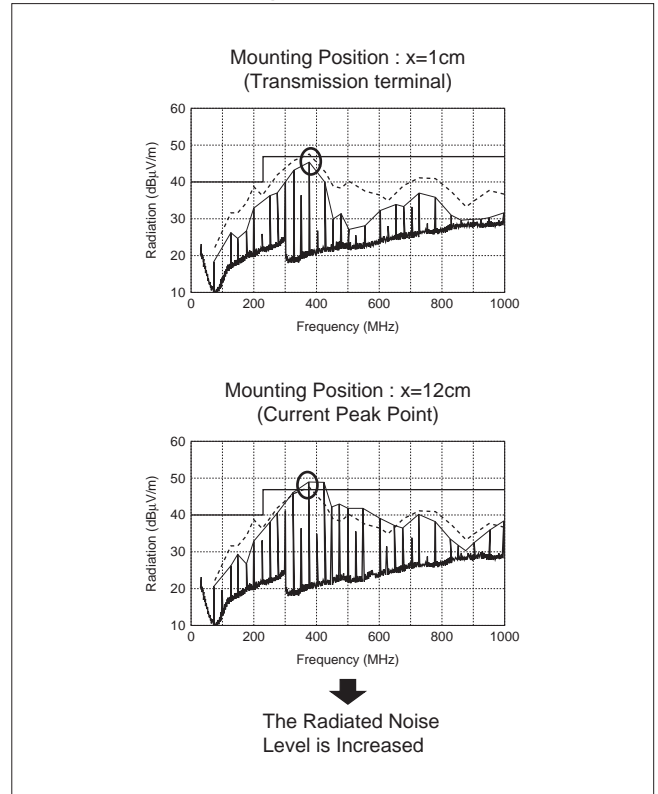 Mounting Position : x=1cm
(Transmission terminal)
60
50
40
30
20
10
0
200
400
600
800
1000
Radiation (dBµV/m)
Frequency (MHz)
Mounting Position : x=12cm
(Current Peak Point)
60
50
40
30
20
10
0
200
400
600
800
1000
Radiation (dBµV/m)
Frequency (MHz)
The Radiated Noise
Level is Increased